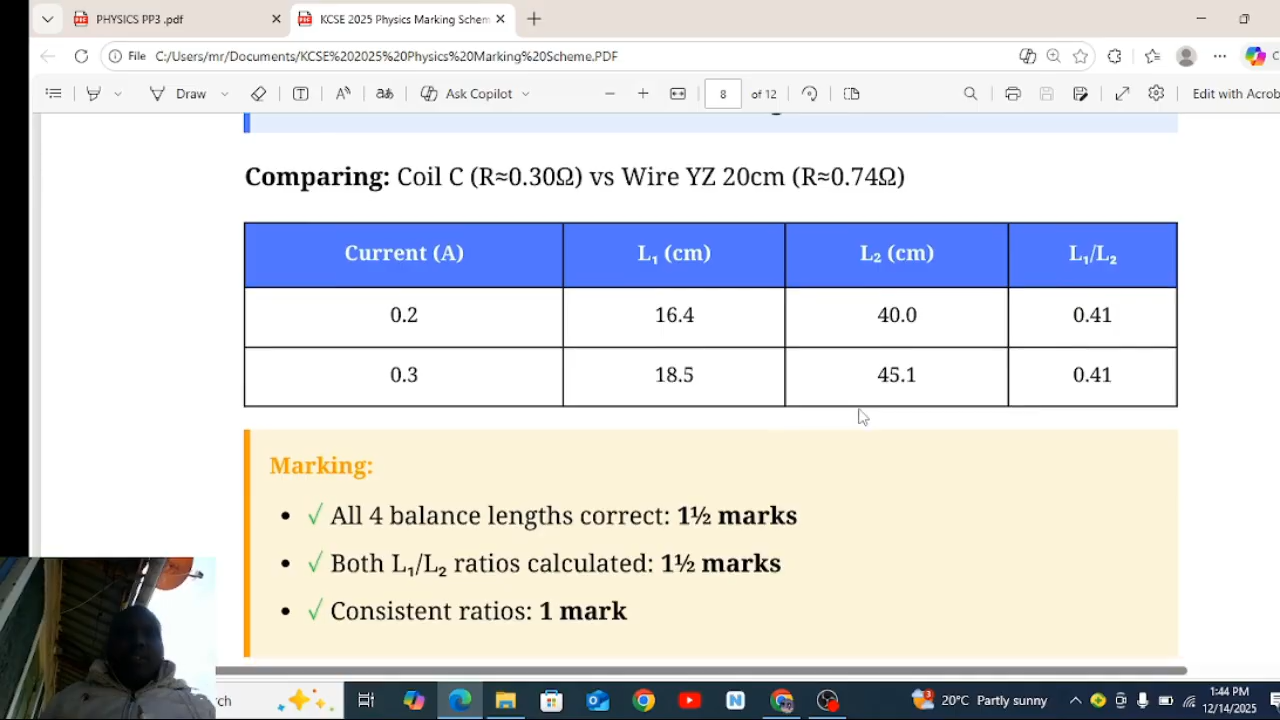 PHYSICS PP3 .pdf
KCSE 2025 Physics Marking Schem
File C:/Users/mr/Documents/KCSE%202025%20Physics%20Marking%20Scheme.PDF
Draw
Ask Copilot
8 of 12
Edit with Acrob
Comparing: Coil C (R≈0.30Ω) vs Wire YZ 20cm (R≈0.74Ω)
Current (A) L₁ (cm) L₂ (cm) L₁/L₂
0.2 16.4 40.0 0.41
0.3 18.5 45.1 0.41
Marking:
• √ All 4 balance lengths correct: 1½ marks
• √ Both L₁/L₂ ratios calculated: 1½ marks
• √ Consistent ratios: 1 mark
rch
20°C Partly sunny
1:44 PM
12/14/2025